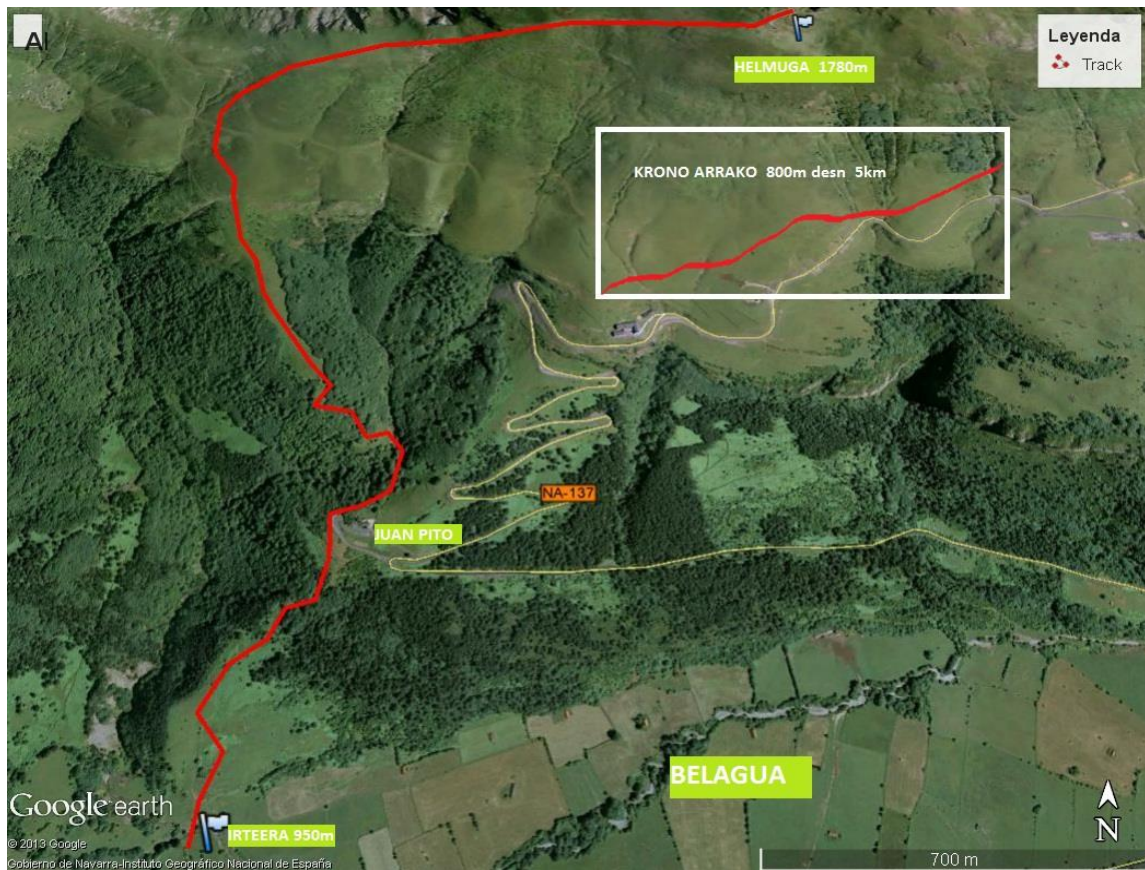 Al
HELMUGA 1780m
Leyenda
Track
KRONO ARRAKO 800m desn 5km
NA-137
JUAN PITO
BELAGUA
IRTEERA 950m
Google earth
© 2013 Google
Gobierno de Navarra-Instituto Geográfico Nacional de España
N
700 m